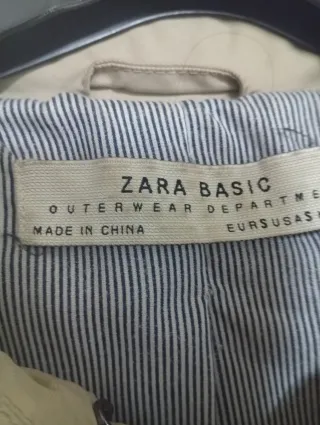 ZARA BASIC
OUTERWEAR DEPARTME
MADE IN CHINA EUR S USA S